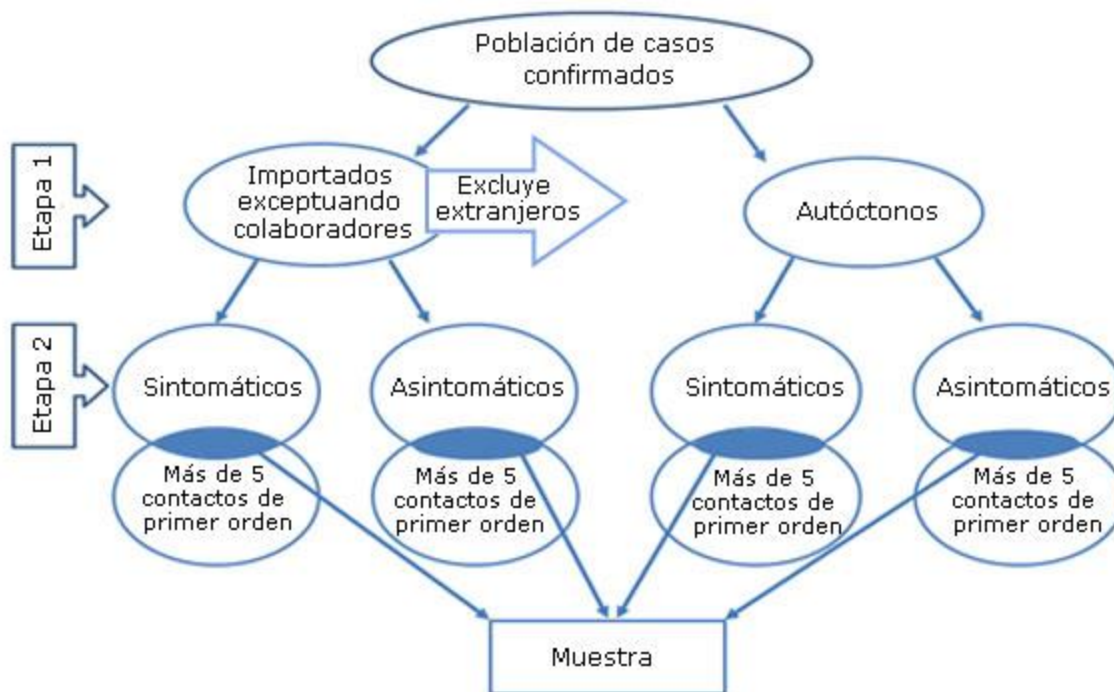 Población de casos
confirmados
Etapa 1
Importados
exceptuando
colaboradores
Excluye
extranjeros
Autóctonos
Etapa 2
Sintomáticos
Asintomáticos
Sintomáticos
Asintomáticos
Más de 5
contactos de
primer orden
Más de 5
contactos de
primer orden
Más de 5
contactos de
primer orden
Más de 5
contactos de
primer orden
Muestra